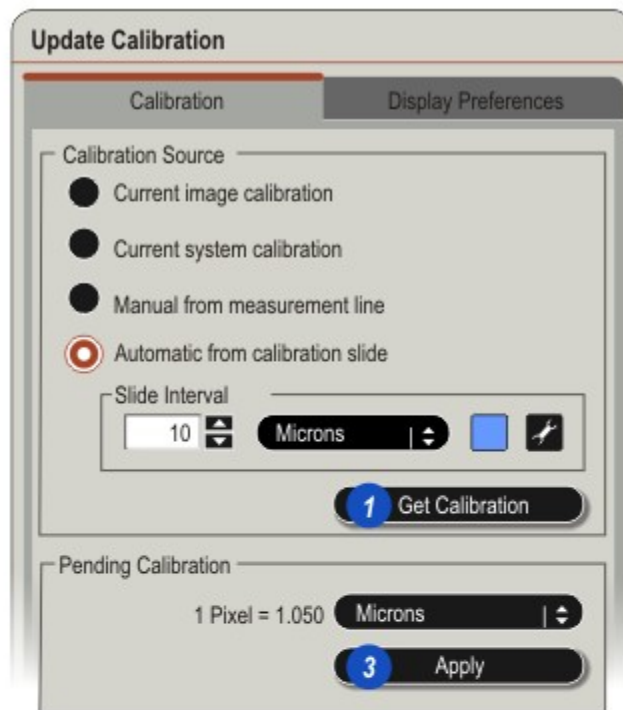 Update Calibration
Calibration Display Preferences
Calibration Source
Current image calibration
Current system calibration
Manual from measurement line
Automatic from calibration slide
Slide Interval
10 Microns
1 Get Calibration
Pending Calibration
1 Pixel = 1.050 Microns
3 Apply